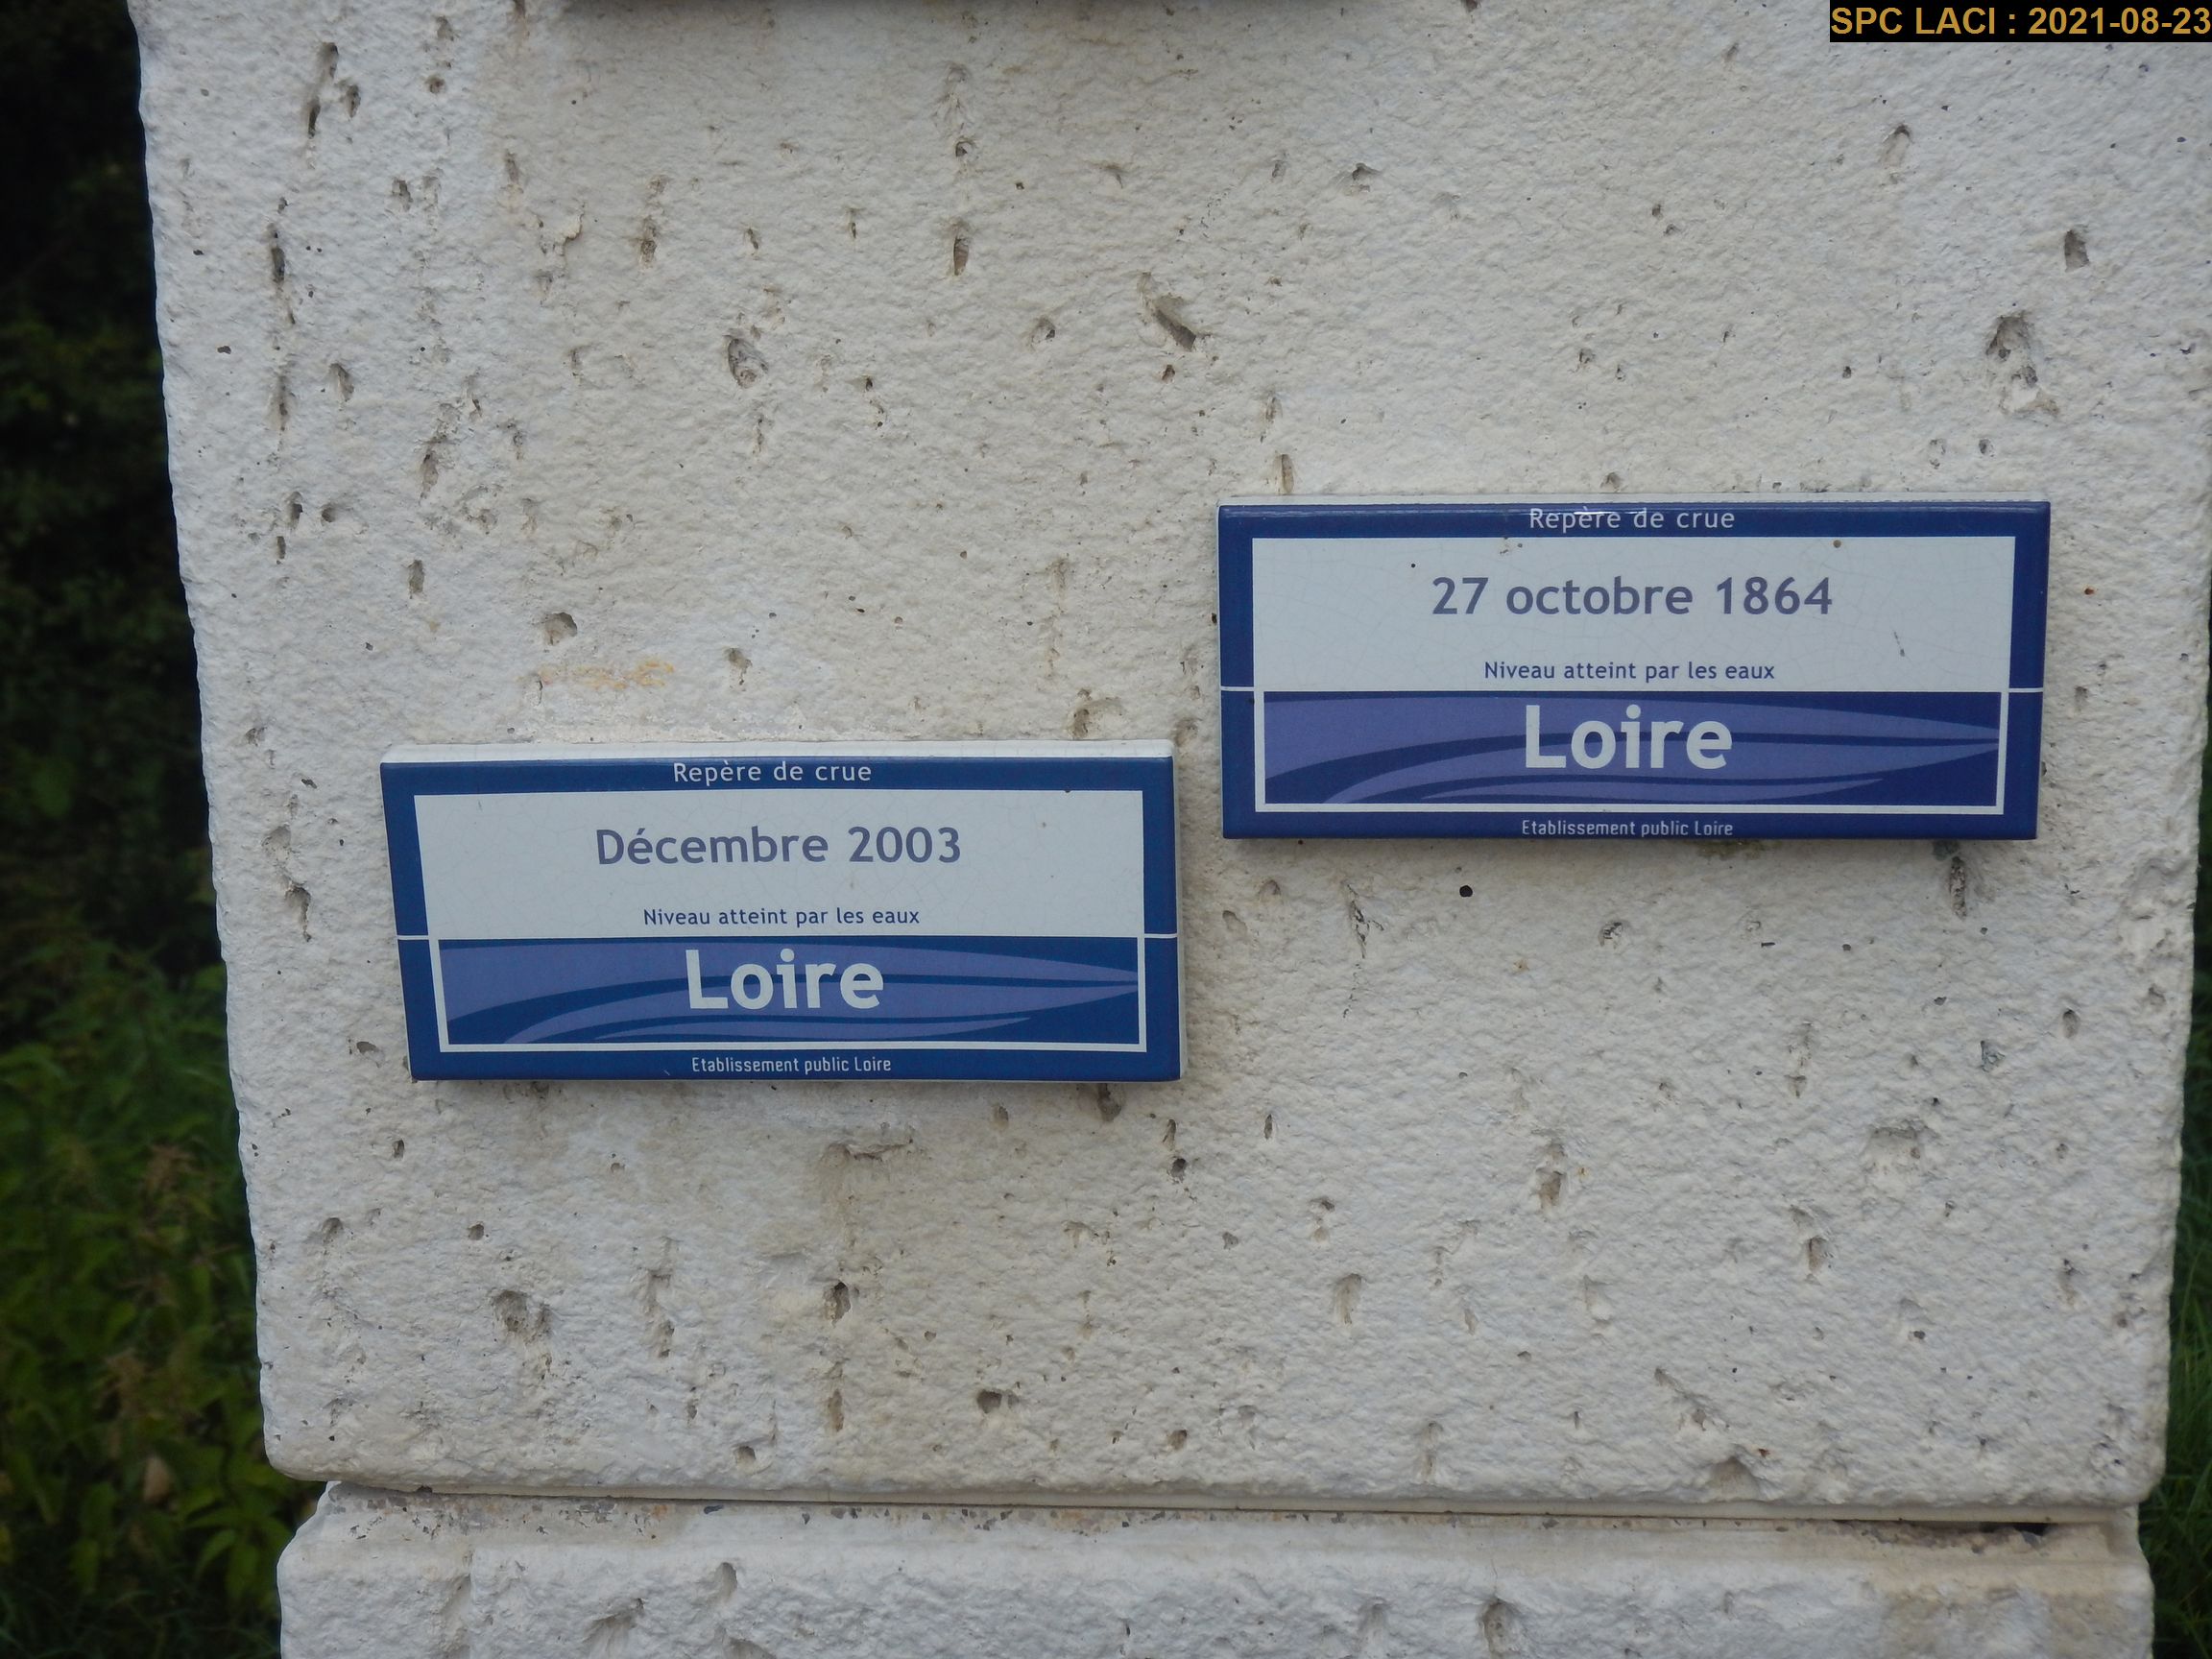 SPC LACI : 2021-08-23
Repère de crue
27 octobre 1864
Niveau atteint par les eaux
Loire
Etablissement public Loire
Repère de crue
Décembre 2003
Niveau atteint par les eaux
Loire
Etablissement public Loire